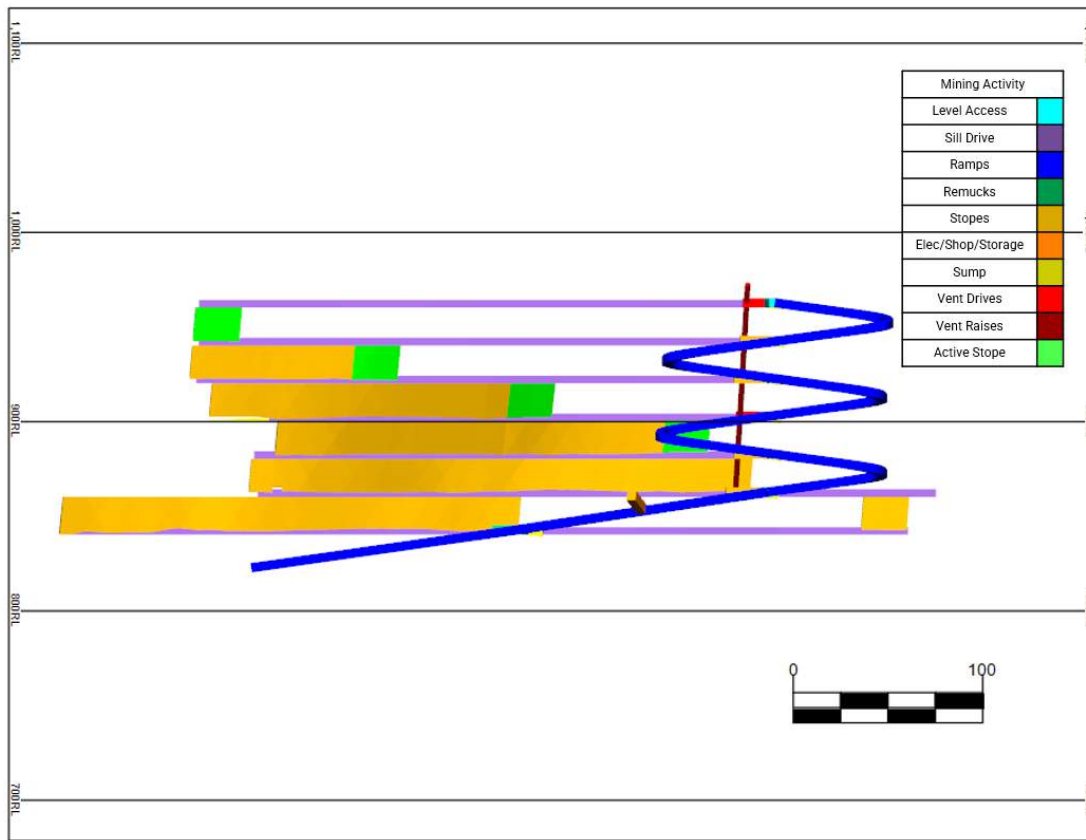 1,100RL
1,000RL
900RL
800RL
700RL
Mining Activity
Level Access
Sill Drive
Ramps
Remucks
Stopes
Elec/Shop/Storage
Sump
Vent Drives
Vent Raises
Active Stope
0 100